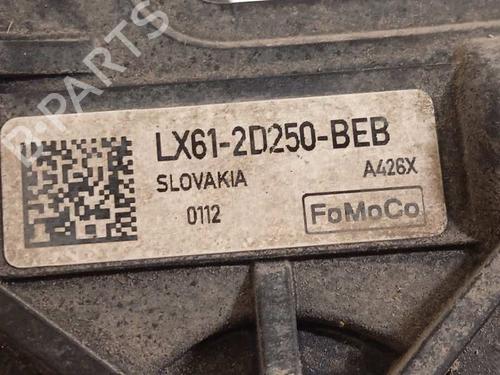 B-PARTS
LX61-2D250-BEB
SLOVAKIA A426X
0112 FoMoCo